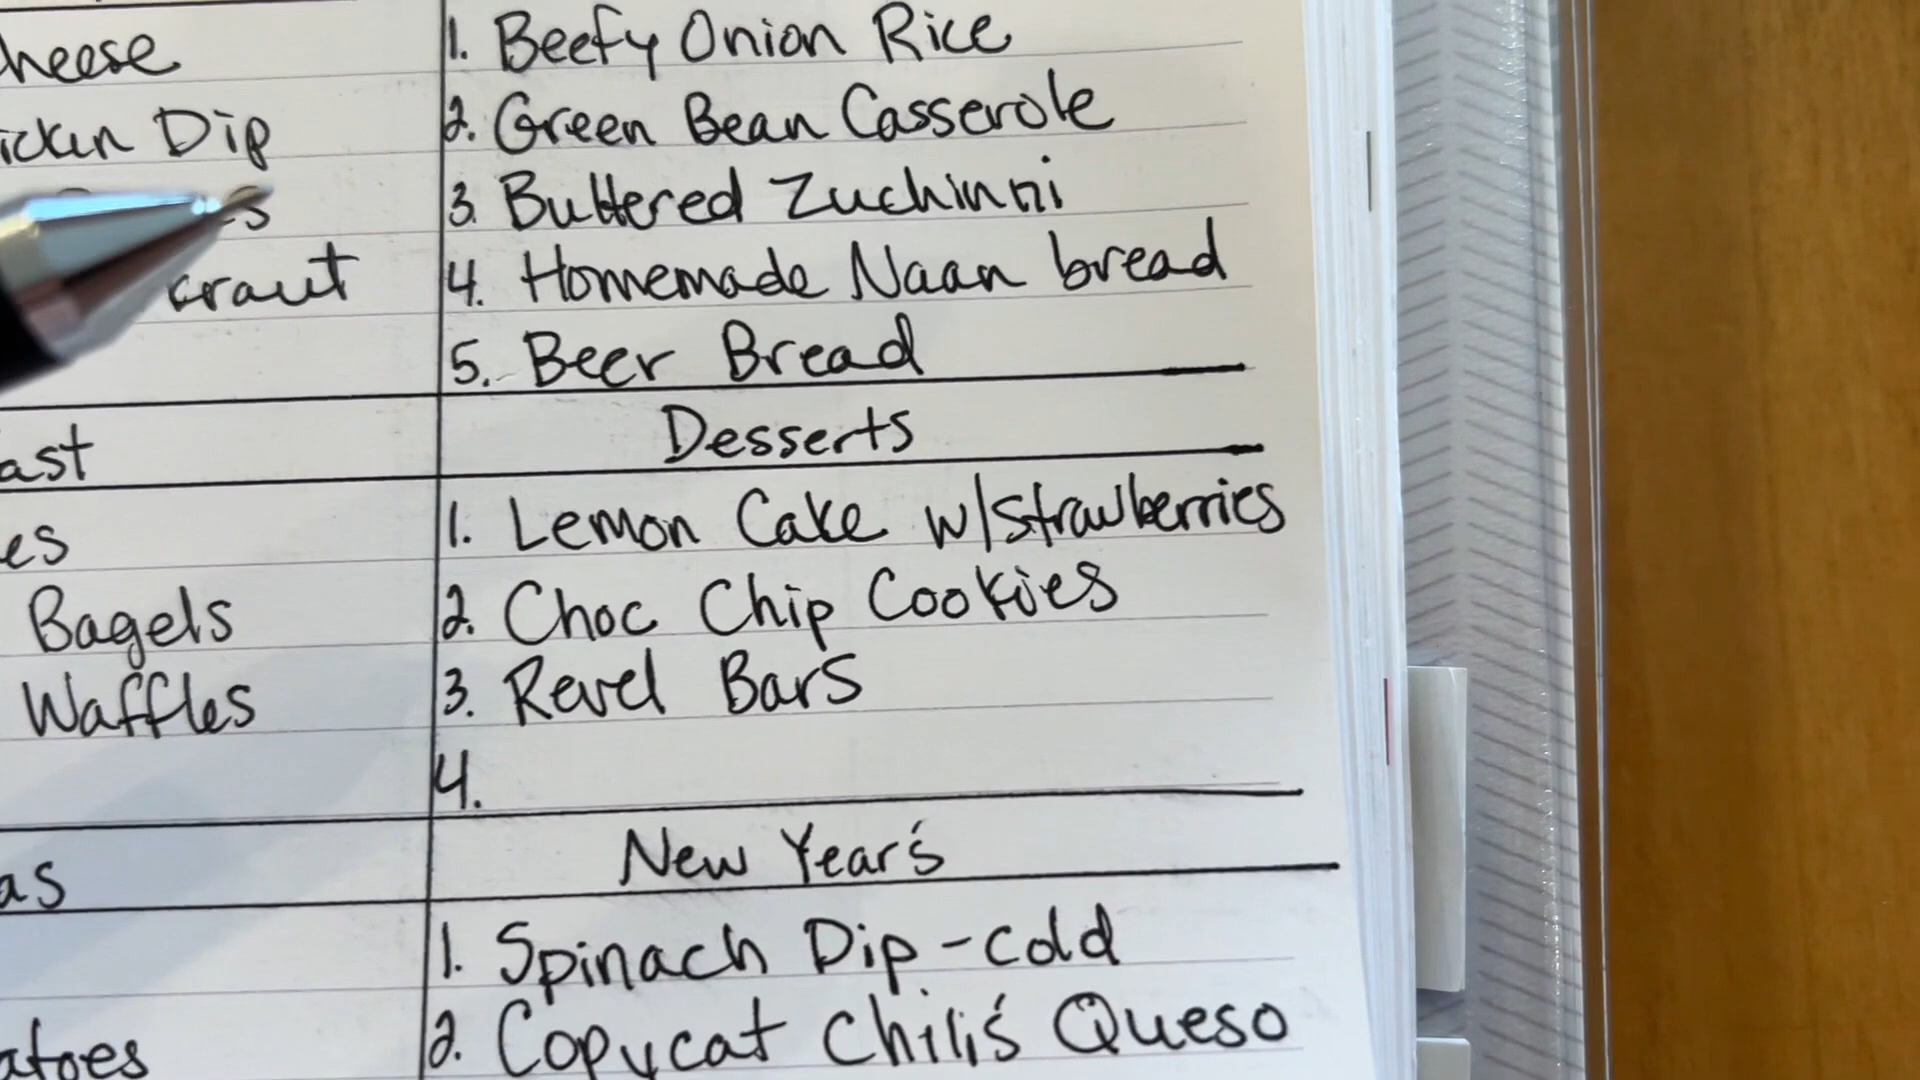 heese
Dip
craut
ast
es
Bagels
Waffles
as
atoes
1. Beefy Onion Rice
2. Green Bean Casserole
3. Buttered Zuchinni
4. Homemade Naan bread
5. Beer Bread
Desserts
1. Lemon Cake w/strawberries
2. Choc Chip Cookies
3. Revel Bars
4.
New Year's
1. Spinach Dip - cold
2. Copycat Chili's Queso